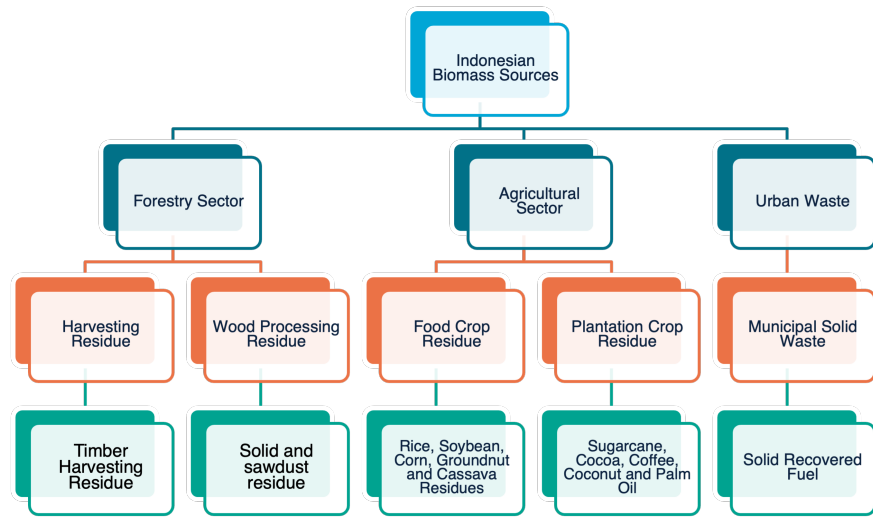 Indonesian
Biomass Sources
Forestry Sector
Agricultural
Sector
Urban Waste
Harvesting
Residue
Wood Processing
Residue
Food Crop
Residue
Plantation Crop
Residue
Municipal Solid
Waste
Timber
Harvesting
Residue
Solid and
sawdust
residue
Rice, Soybean,
Corn, Groundnut
and Cassava
Residues
Sugarcane,
Cocoa, Coffee,
Coconut and Palm
Oil
Solid Recovered
Fuel